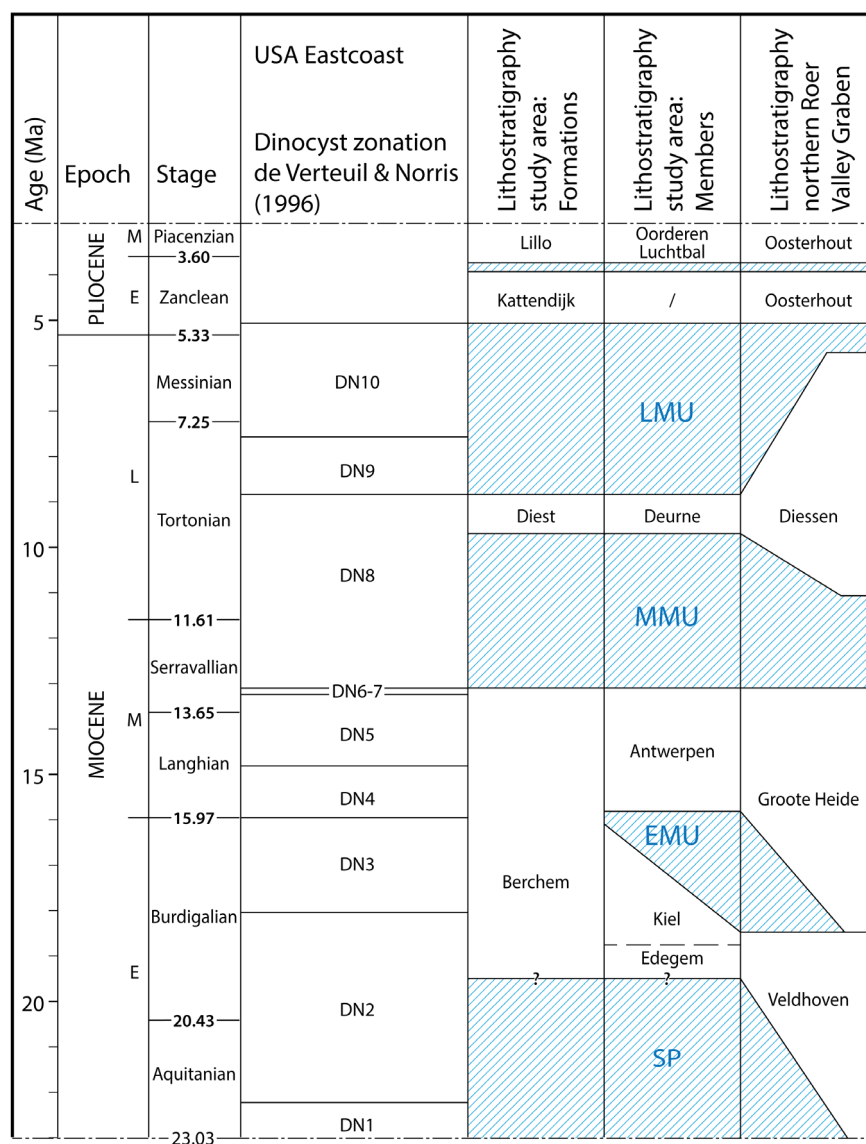 Age (Ma)
Epoch
Stage
USA Eastcoast
Dinocyst zonation
de Verteuil & Norris
(1996)
Lithostratigraphy
study area:
Formations
Lithostratigraphy
study area:
Members
Lithostratigraphy
northern Roer
Valley Graben
PLIOCENE
M
Piacenzian
Lillo
Oorderen
Luchtbal
Oosterhout
3.60
E
Zanclean
Kattendijk
/
Oosterhout
5
5.33
MIOCENE
Messinian
DN10
LMU
7.25
L
DN9
Tortonian
Diest
Deurne
Diessen
10
DN8
MMU
11.61
Serravallian
DN6-7
13.65
M
DN5
Antwerpen
Langhian
15
DN4
Groote Heide
15.97
EMU
DN3
Berchem
Burdigalian
Kiel
Edegem
E
?
?
20
DN2
Veldhoven
20.43
SP
Aquitanian
DN1
23.03